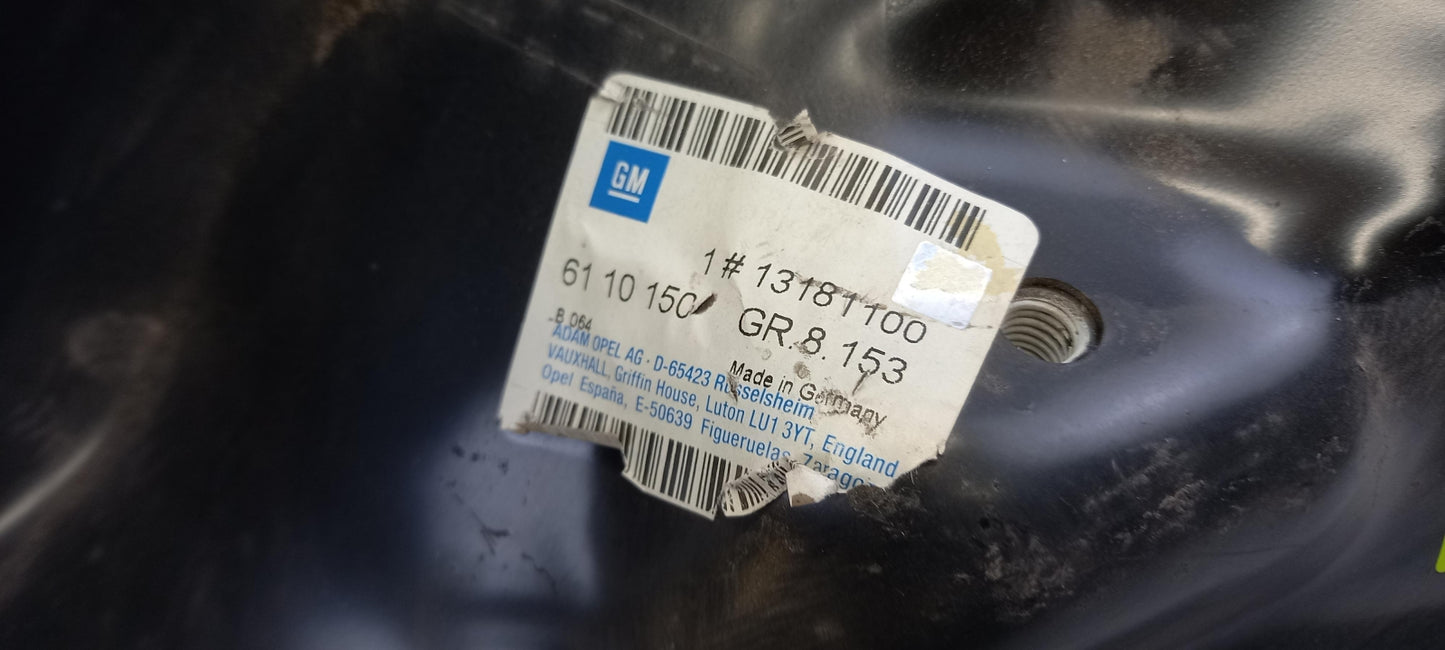 GM
1# 13181100
61 10 150 GR.8. 153
B 064
Made in Germany
ADAM OPEL AG · D-65423 Rüsselsheim
VAUXHALL, Griffin House, Luton LU1 3YT, England
Opel España, E-50639 Figueruelas,